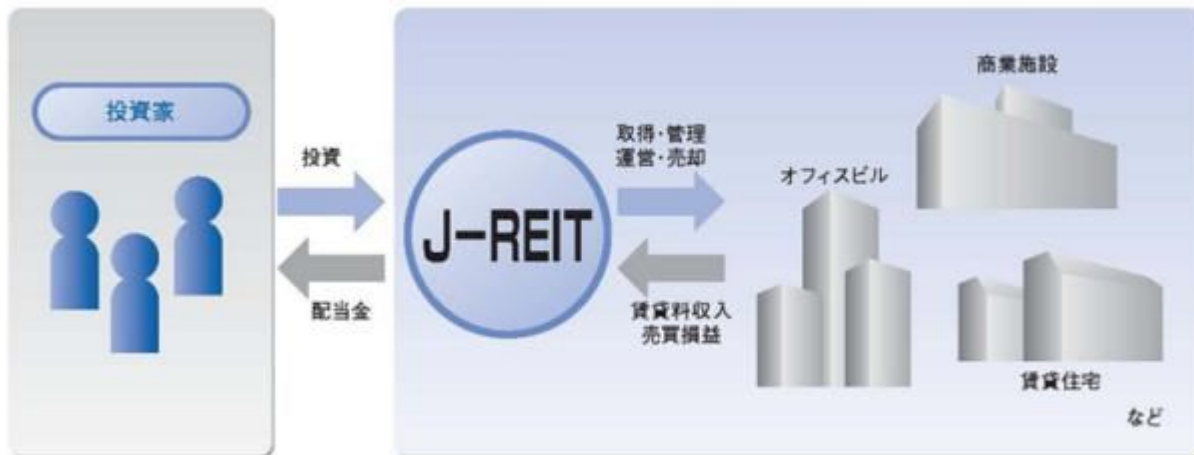 投資家
投資
配当金
J-REIT
取得・管理
運営・売却
賃貸料収入
売買損益
商業施設
オフィスビル
賃貸住宅
など